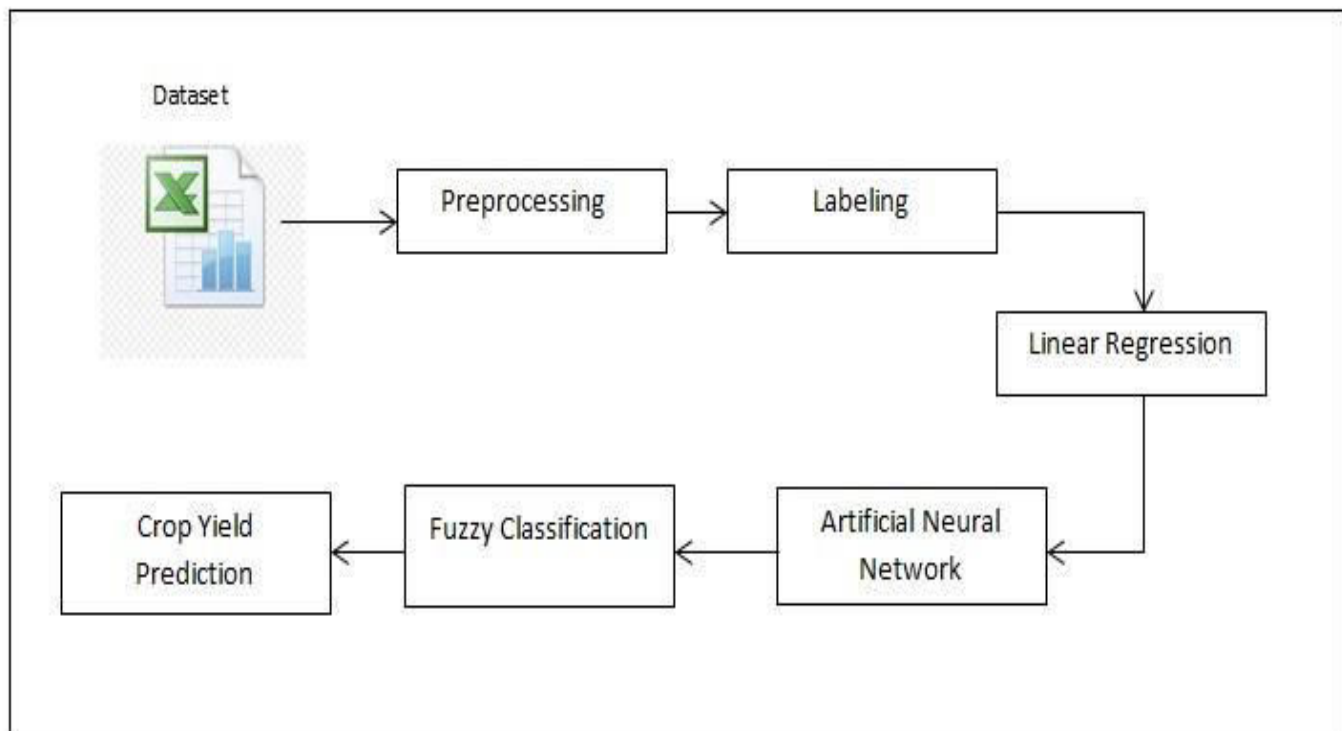 Dataset
Preprocessing
Labeling
Linear Regression
Artificial Neural
Network
Fuzzy Classification
Crop Yield
Prediction